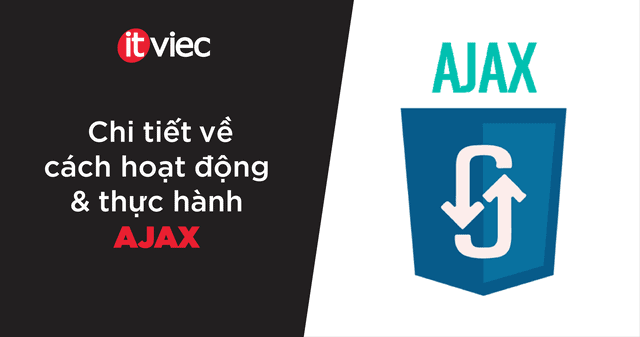 itviec
Chi tiết về
cách hoạt động
& thực hành
AJAX
AJAX